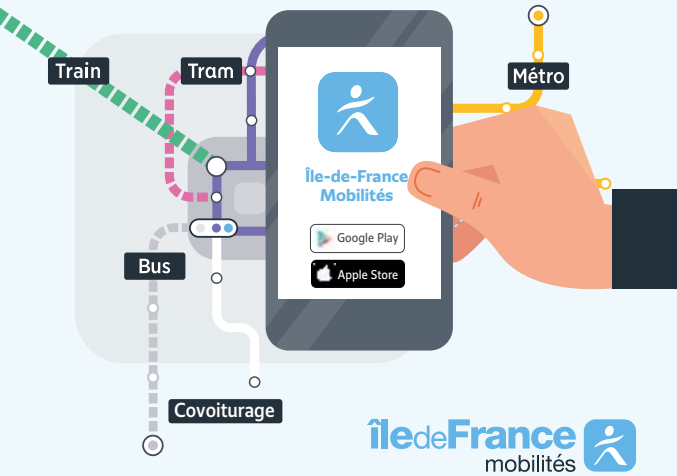 Train
Tram
Métro
Île-de-France
Mobilités
Google Play
Apple Store
Bus
Covoiturage
îledeFrance
mobilités